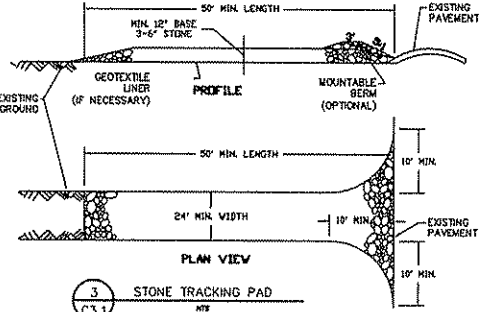 50' MIN. LENGTH
EXISTING
PAVEMENT
MIN. 12" BASE
3-6" STONE
3'
GEOTEXTILE
LINER
(IF NECESSARY)
PROFILE
MOUNTABLE
BERM
(OPTIONAL)
EXISTING
GROUND
50' MIN. LENGTH
10' MIN.
24' MIN. WIDTH
10' MIN.
EXISTING
PAVEMENT
PLAN VIEW
10' MIN.
3
C3.1
STONE TRACKING PAD
NTS